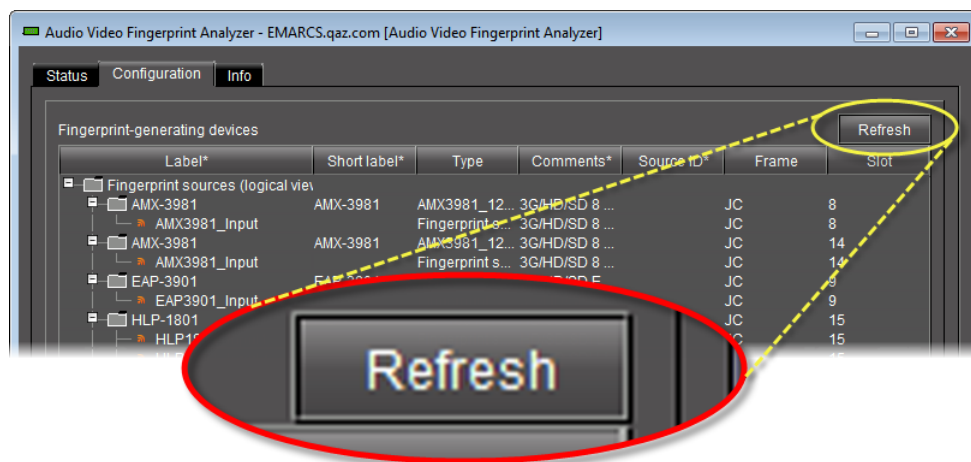 Audio Video Fingerprint Analyzer - EMARCS.qaz.com [Audio Video Fingerprint Analyzer]
Status Configuration Info
Fingerprint-generating devices Refresh
Label* Short label* Type Comments* Source ID* Frame Slot
Fingerprint sources (logical view
AMX-3981 AMX-3981 AMX3981_12... 3G/HD/SD 8 ... JC 8
AMX3981_Input Fingerprint s... 3G/HD/SD 8 ... JC 8
AMX-3981 AMX-3981 AMX3981_12... 3G/HD/SD 8 ... JC 14
AMX3981_Input Fingerprint s... 3G/HD/SD 8 ... JC 14
EAP-3901 JC 9
EAP3901_Input JC 9
HLP-1801 JC 15
JC 15
Refresh